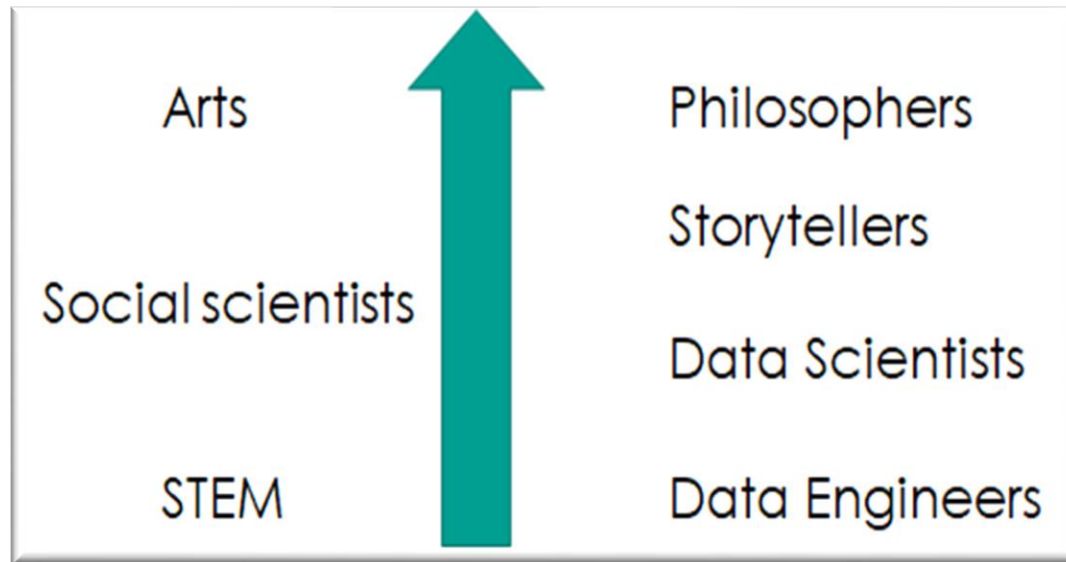 Arts
Philosophers
Storytellers
Social scientists
Data Scientists
STEM
Data Engineers